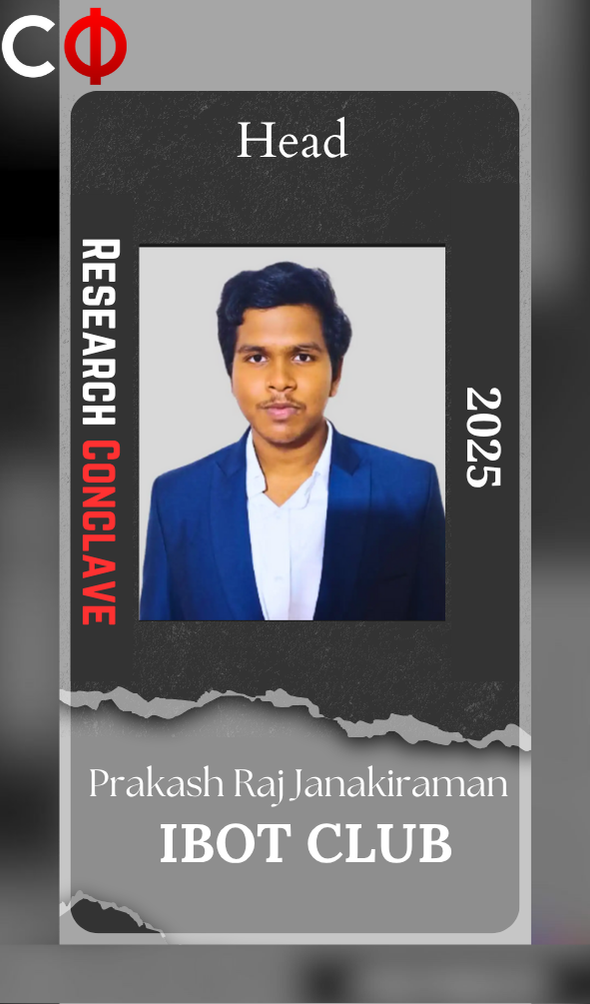 CΦ
Head
RESEARCH CONCLAVE
2025
Prakash Raj Janakiraman
IBOT CLUB